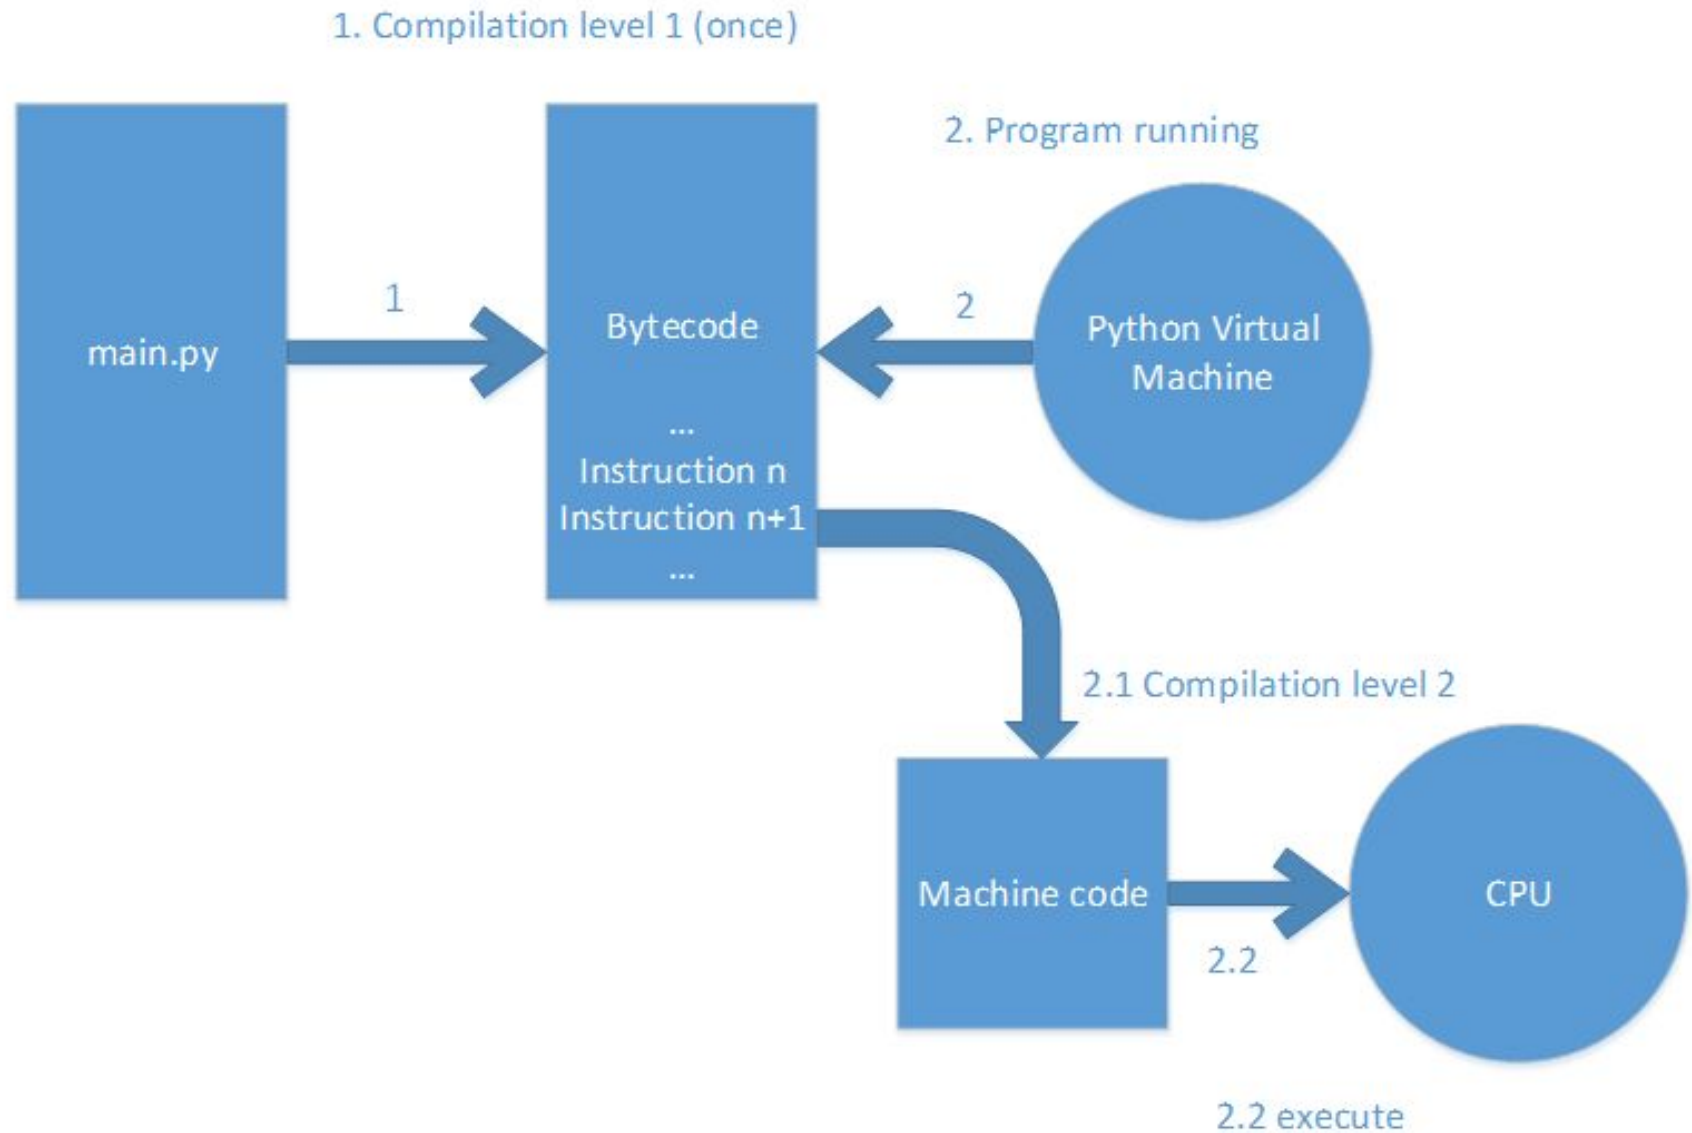 1. Compilation level 1 (once)
2. Program running
main.py
1
Bytecode
...
Instruction n
Instruction n+1
...
2
Python Virtual
Machine
2.1 Compilation level 2
Machine code
2.2
CPU
2.2 execute